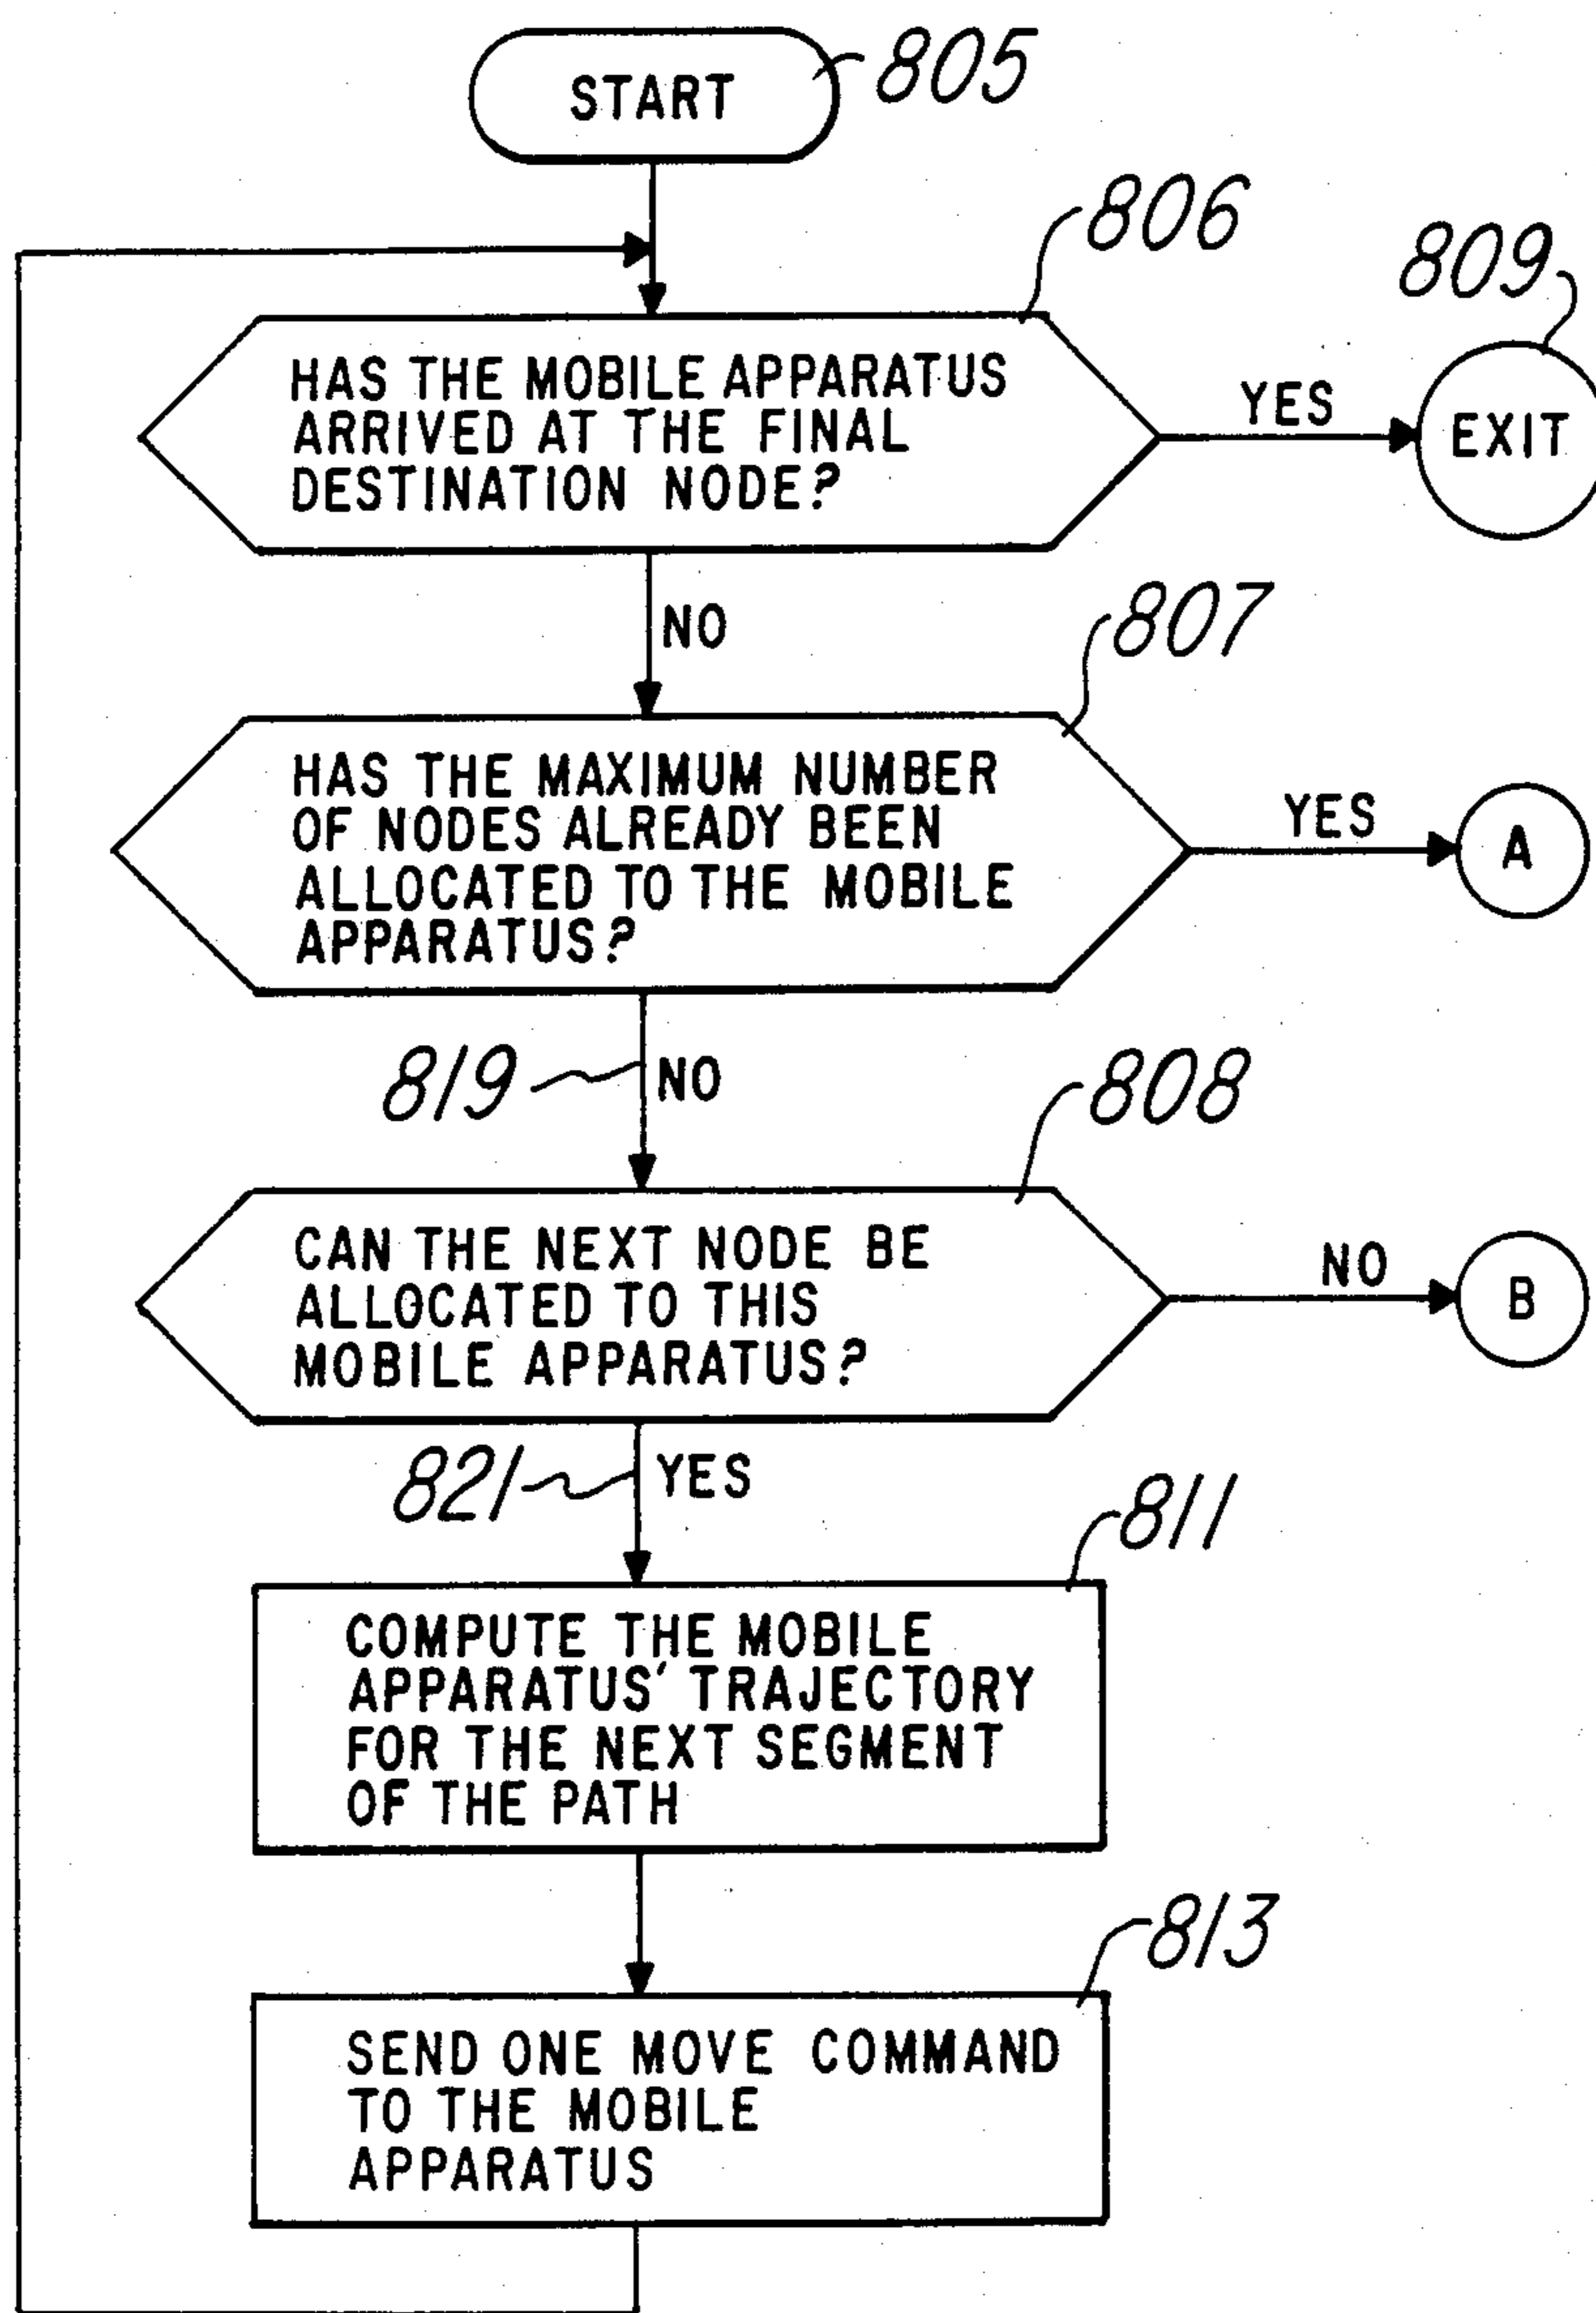 START
805
806
809
HAS THE MOBILE APPARATUS
ARRIVED AT THE FINAL
DESTINATION NODE?
YES
EXIT
NO
807
HAS THE MAXIMUM NUMBER
OF NODES ALREADY BEEN
ALLOCATED TO THE MOBILE
APPARATUS?
YES
A
819
NO
808
CAN THE NEXT NODE BE
ALLOCATED TO THIS
MOBILE APPARATUS?
NO
B
821
YES
811
COMPUTE THE MOBILE
APPARATUS' TRAJECTORY
FOR THE NEXT SEGMENT
OF THE PATH
813
SEND ONE MOVE COMMAND
TO THE MOBILE
APPARATUS